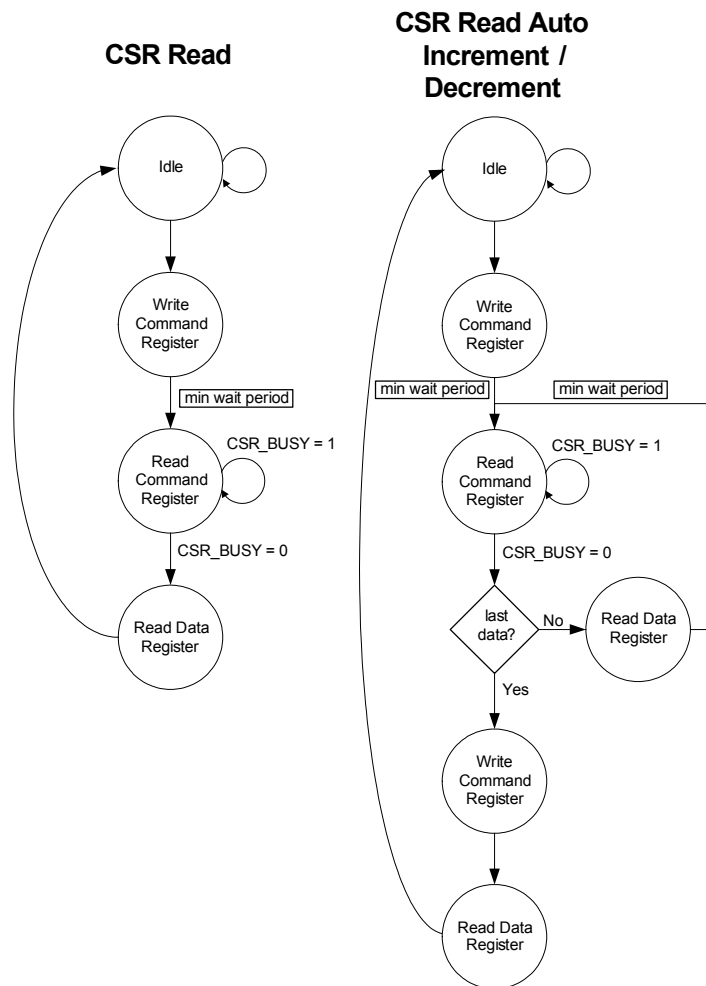 CSR Read
Idle
Write
Command
Register
min wait period
Read
Command
Register
CSR_BUSY = 1
CSR_BUSY = 0
Read Data
Register
CSR Read Auto
Increment /
Decrement
Idle
Write
Command
Register
min wait period
min wait period
Read
Command
Register
CSR_BUSY = 1
CSR_BUSY = 0
last
data?
No
Read Data
Register
Yes
Write
Command
Register
Read Data
Register